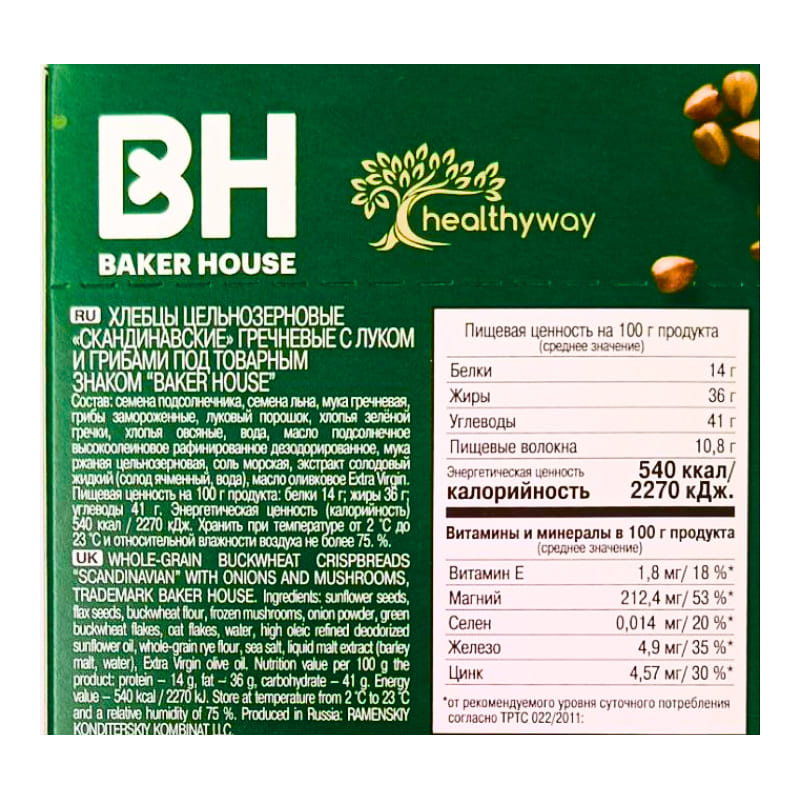 BH
BAKER HOUSE
healthyway
RU ХЛЕБЦЫ ЦЕЛЬНОЗЕРНОВЫЕ
«СКАНДИНАВСКИЕ» ГРЕЧНЕВЫЕ С ЛУКОМ
И ГРИБАМИ ПОД ТОВАРНЫМ
ЗНАКОМ "BAKER HOUSE"
Состав: семена подсолнечника, семена льна, мука гречневая,
грибы замороженные, луковый порошок, хлопья зелёной
гречки, хлопья овсяные, вода, масло подсолнечное
высокоолеиновое рафинированное дезодорированное, мука
ржаная цельнозерновая, соль морская, экстракт солодовый
жидкий (солод ячменный, вода), масло оливковое Extra Virgin.
Пищевая ценность на 100 г продукта: белки 14 г; жиры 36 г;
углеводы 41 г. Энергетическая ценность (калорийность)
540 ккал / 2270 кДж. Хранить при температуре от 2 °C до
23 °C и относительной влажности воздуха не более 75. %.
UK WHOLE-GRAIN BUCKWHEAT CRISPBREADS
"SCANDINAVIAN" WITH ONIONS AND MUSHROOMS,
TRADEMARK BAKER HOUSE. Ingredients: sunflower seeds,
flax seeds, buckwheat flour, frozen mushrooms, onion powder, green
buckwheat flakes, oat flakes, water, high oleic refined deodorized
sunflower oil, whole-grain rye flour, sea salt, liquid malt extract (barley
malt, water), Extra Virgin olive oil. Nutrition value per 100 g the
product: protein – 14 g, fat – 36 g, carbohydrate – 41 g. Energy
value – 540 kcal / 2270 kJ. Store at temperature from 2 °C to 23 °C
and a relative humidity of 75 %. Produced in Russia: RAMENSKIY
KONDITERSKIY KOMBINAT LLC.
Пищевая ценность на 100 г продукта
(среднее значение)
Белки 14 г
Жиры 36 г
Углеводы 41 г
Пищевые волокна 10,8 г
Энергетическая ценность 540 ккал/
калорийность 2270 кДж.
Витамины и минералы в 100 г продукта
(среднее значение)
Витамин E 1,8 мг/ 18 %*
Магний 212,4 мг/ 53 %*
Селен 0,014 мг/ 20 %*
Железо 4,9 мг/ 35 %*
Цинк 4,57 мг/ 30 %*
*от рекомендуемого уровня суточного потребления
согласно ТРТС 022/2011: